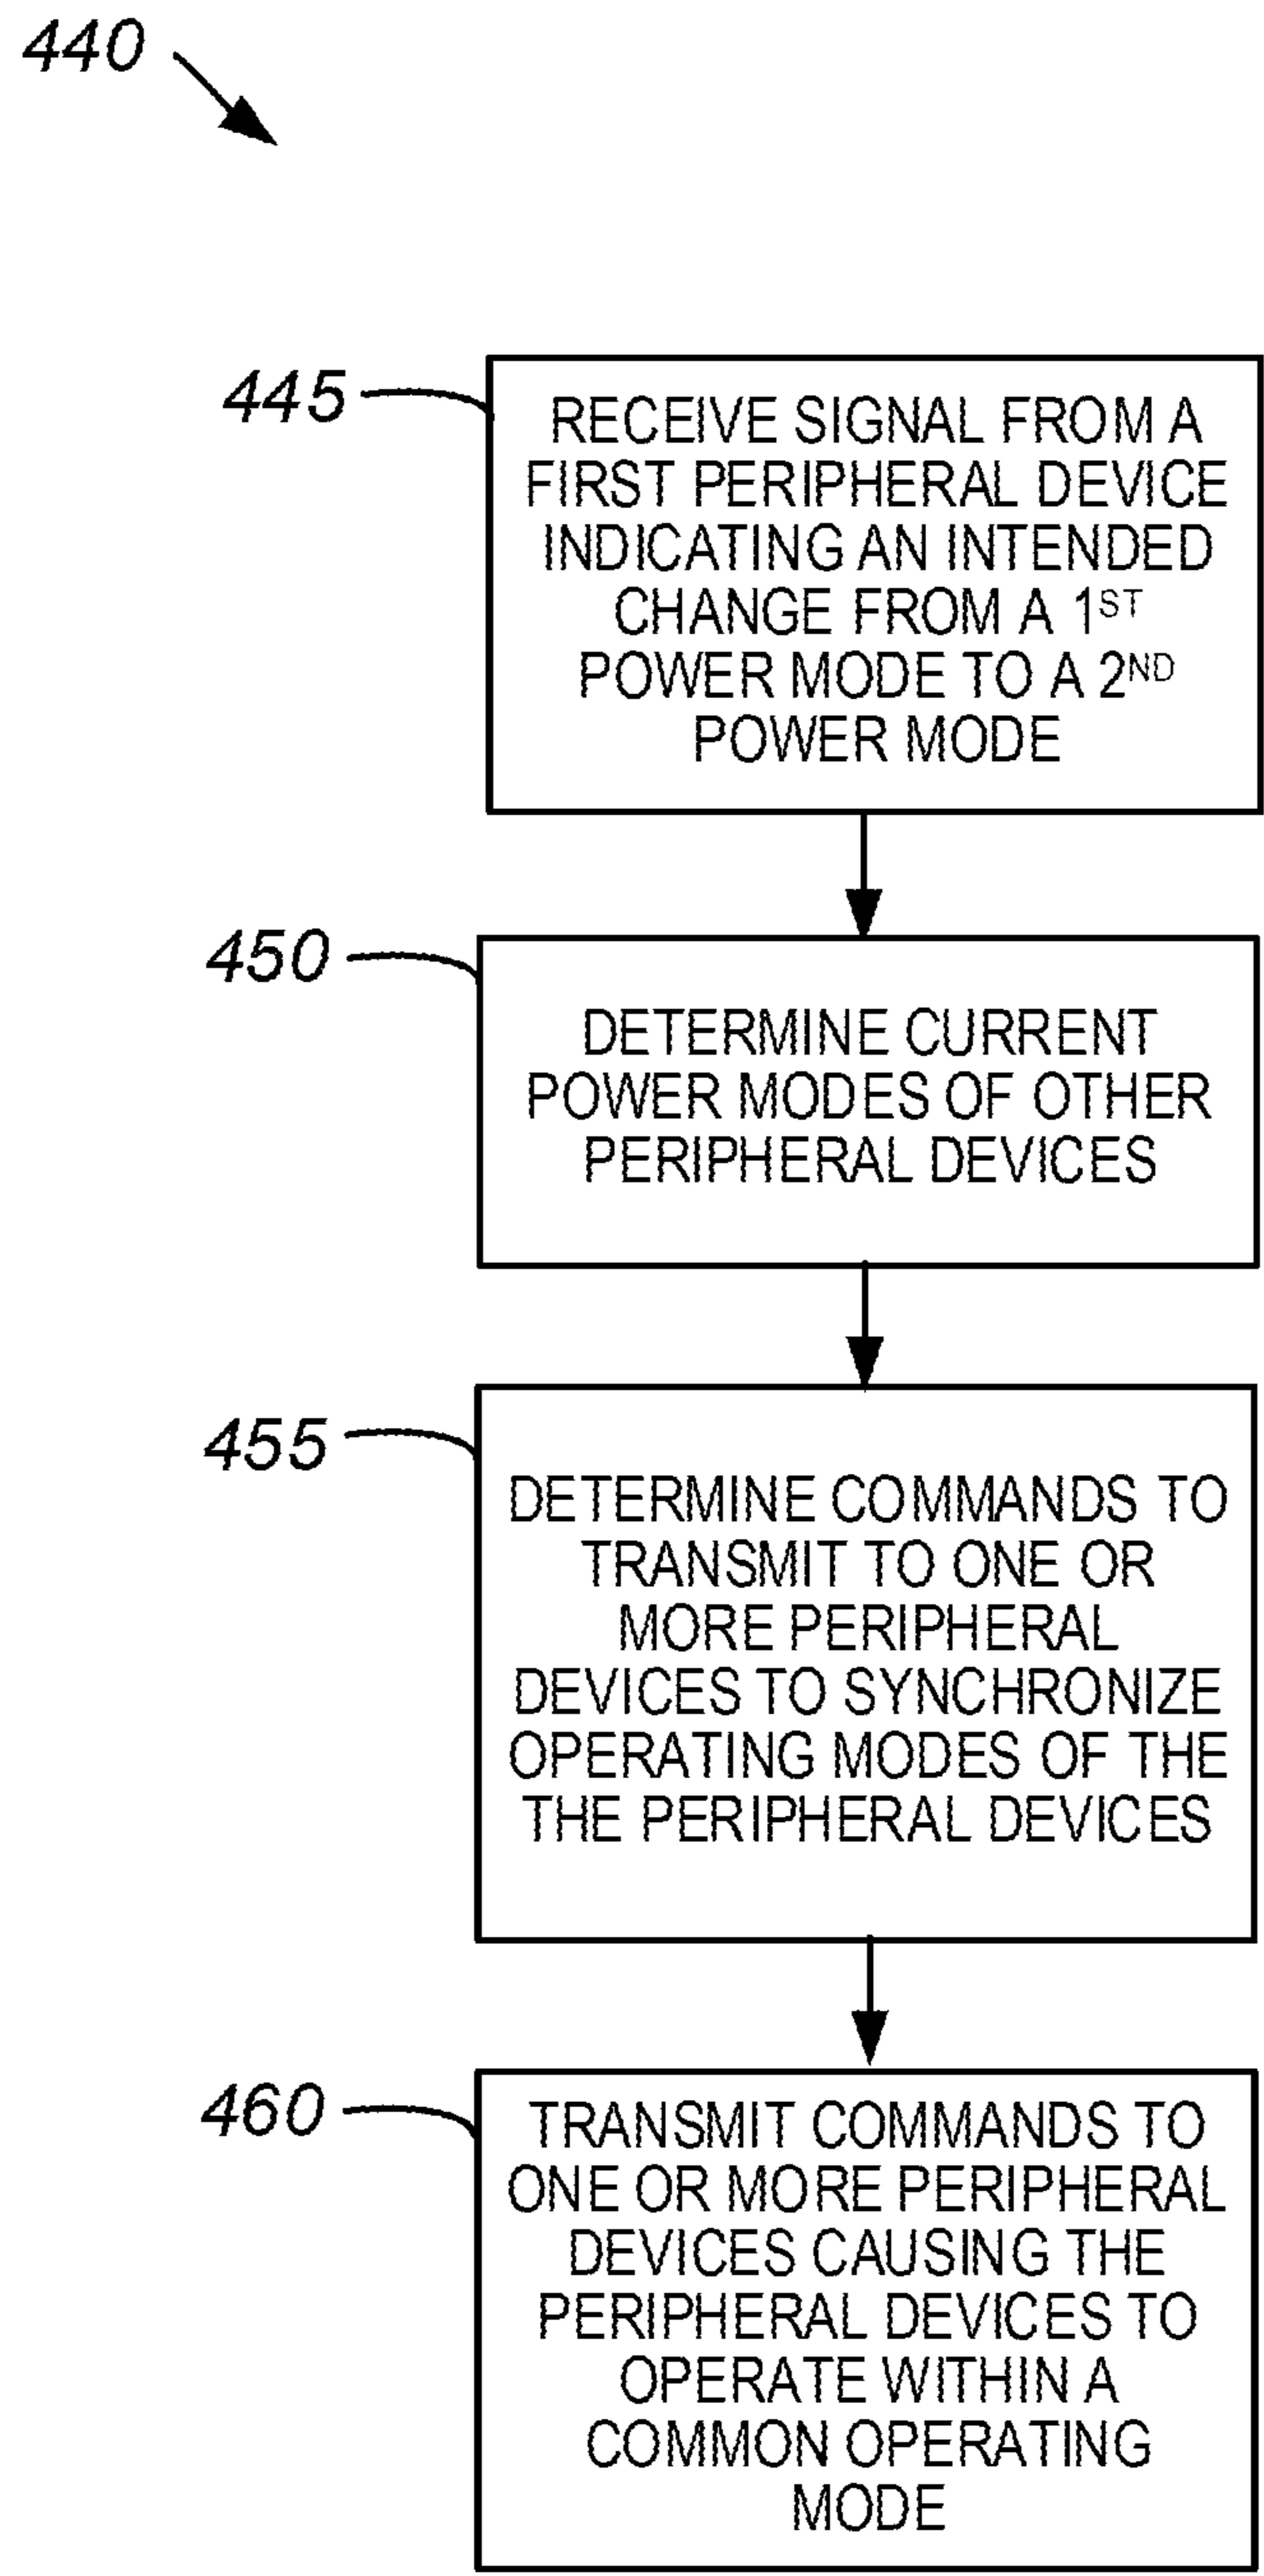 440
445
RECEIVE SIGNAL FROM A
FIRST PERIPHERAL DEVICE
INDICATING AN INTENDED
CHANGE FROM A 1ST
POWER MODE TO A 2ND
POWER MODE
450
DETERMINE CURRENT
POWER MODES OF OTHER
PERIPHERAL DEVICES
455
DETERMINE COMMANDS TO
TRANSMIT TO ONE OR
MORE PERIPHERAL
DEVICES TO SYNCHRONIZE
OPERATING MODES OF THE
THE PERIPHERAL DEVICES
460
TRANSMIT COMMANDS TO
ONE OR MORE PERIPHERAL
DEVICES CAUSING THE
PERIPHERAL DEVICES TO
OPERATE WITHIN A
COMMON OPERATING
MODE